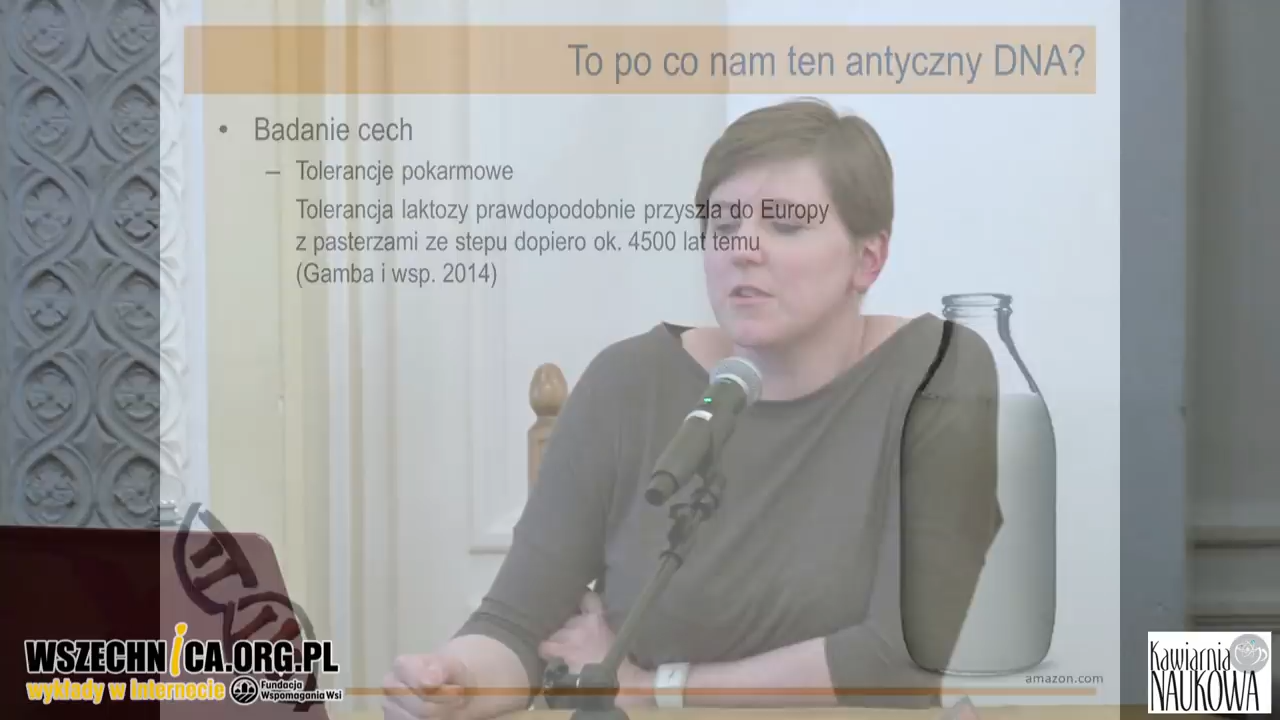 To po co nam ten antyczny DNA?
• Badanie cech
– Tolerancje pokarmowe
Tolerancja laktozy prawdopodobnie przyszla do Europy
z pasterzami ze stepu dopiero ok. 4500 lat temu
(Gamba i wsp. 2014)
amazon.com
WSZECHNICA.ORG.PL
wykłady w internecie
Fundacja
Wspomagania Wsi
Kawiarnia
NAUKOWA